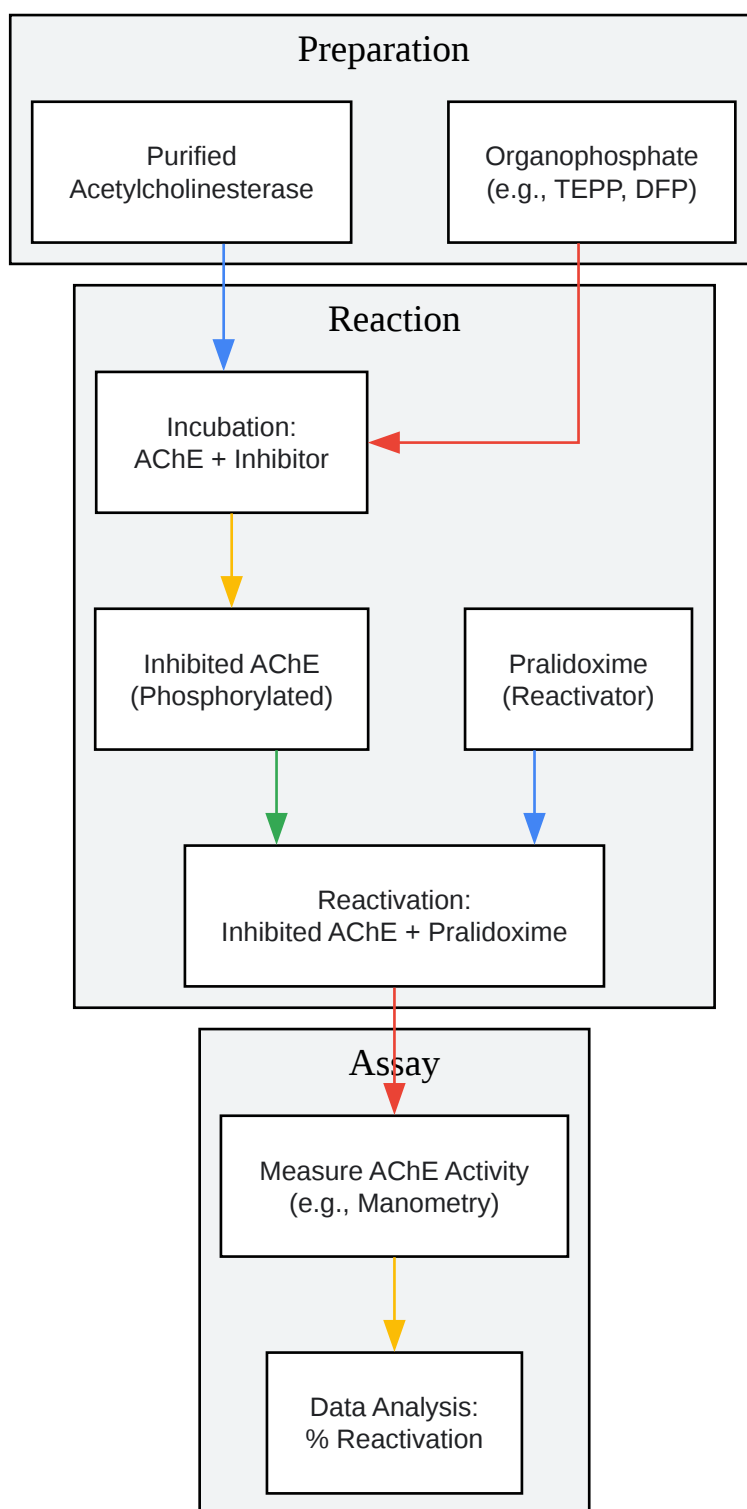 Preparation
Purified
Acetylcholinesterase
Organophosphate
(e.g., TEPP, DFP)
Reaction
Incubation:
AChE + Inhibitor
Inhibited AChE
(Phosphorylated)
Pralidoxime
(Reactivator)
Reactivation:
Inhibited AChE + Pralidoxime
Assay
Measure AChE Activity
(e.g., Manometry)
Data Analysis:
% Reactivation